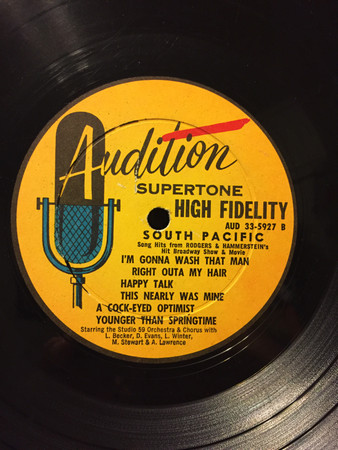 Audition
SUPERTONE
HIGH FIDELITY
AUD 33-5927 B
SOUTH PACIFIC
Song Hits from RODGERS & HAMMERSTEIN's
Hit Broadway Show & Movie
I'M GONNA WASH THAT MAN
RIGHT OUTA MY HAIR
HAPPY TALK
THIS NEARLY WAS MINE
A COCK-EYED OPTIMIST
YOUNGER THAN SPRINGTIME
Starring the Studio 59 Orchestra & Chorus with
L. Becker, D. Evans, L. Winter,
M. Stewart & A. Lawrence